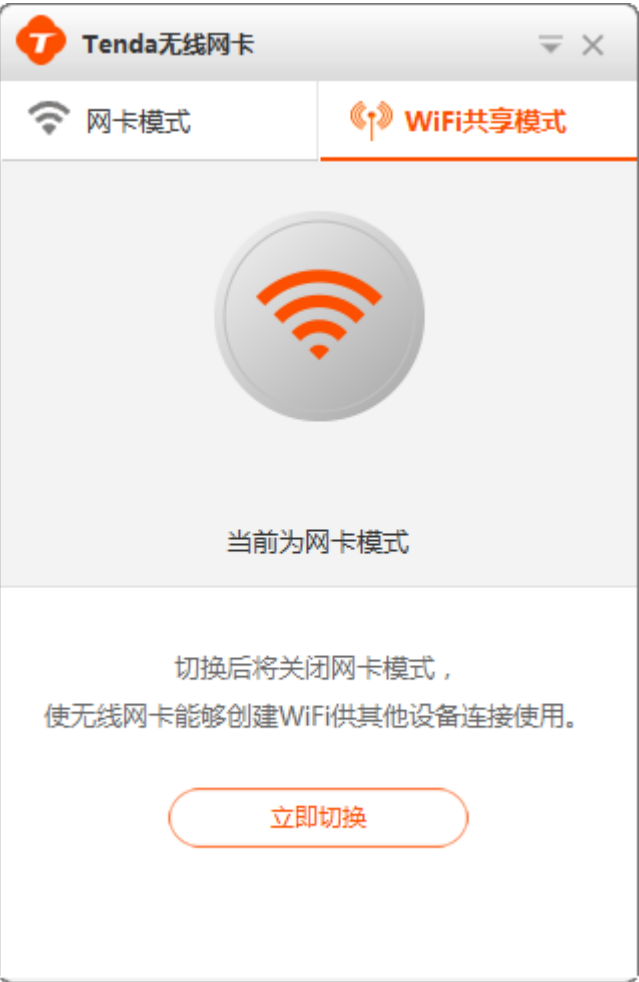 Tenda无线网卡
网卡模式
WiFi共享模式
当前为网卡模式
切换后将关闭网卡模式，
使无线网卡能够创建WiFi供其他设备连接使用。
立即切换